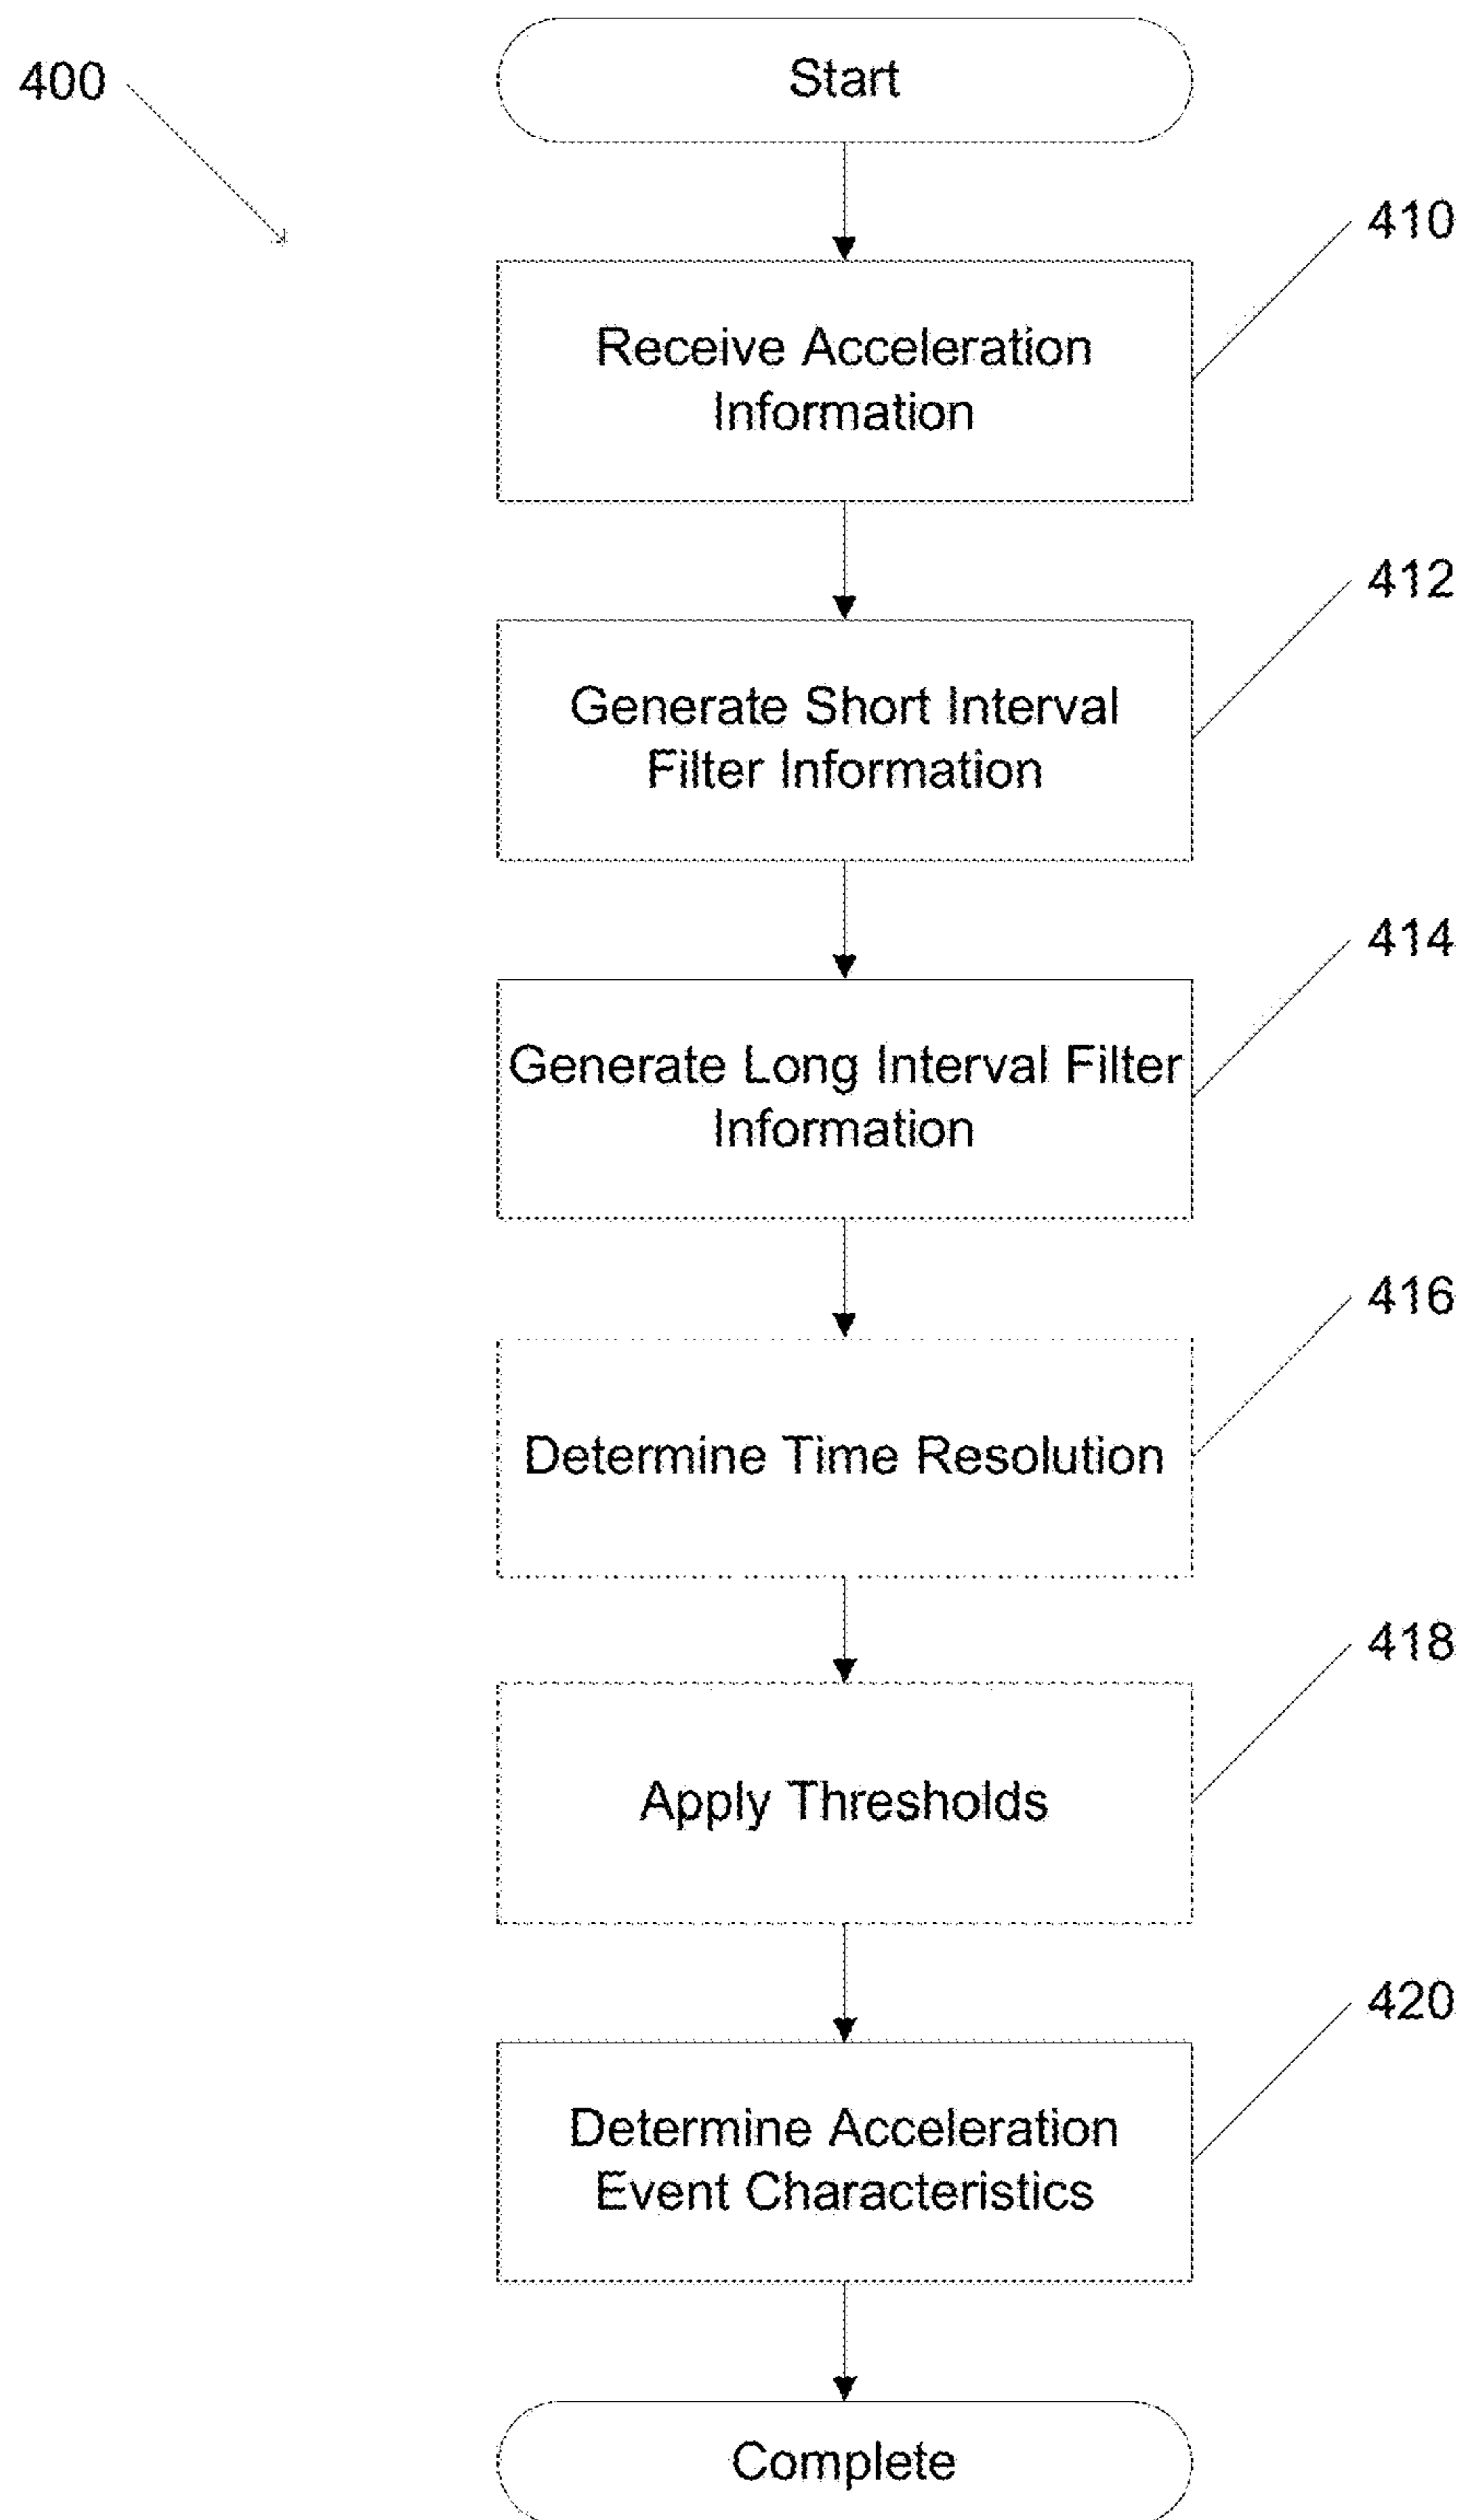 400
Start
410
Receive Acceleration
Information
412
Generate Short Interval
Filter Information
414
Generate Long Interval Filter
Information
416
Determine Time Resolution
418
Apply Thresholds
420
Determine Acceleration
Event Characteristics
Complete